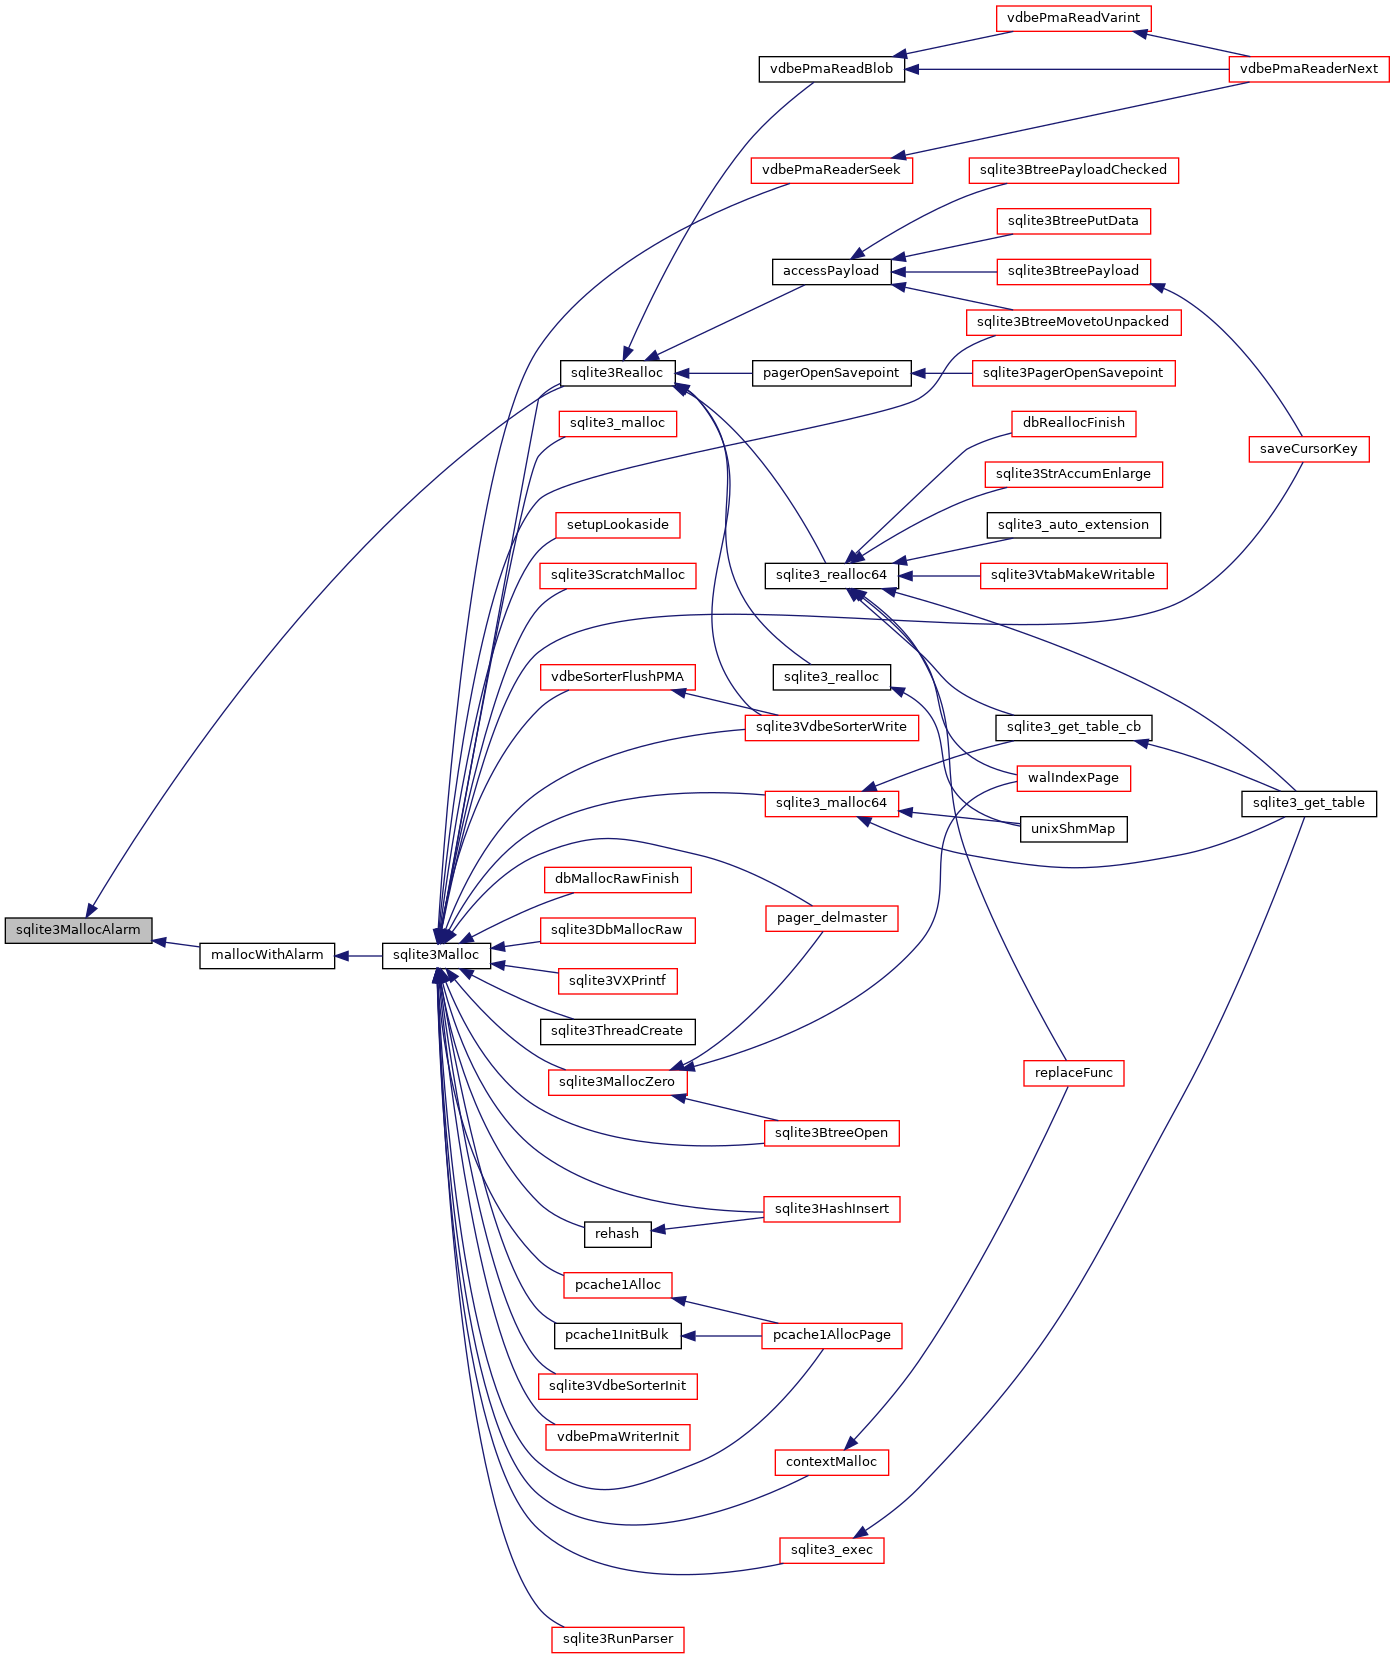 vdbePmaReadVarint
vdbePmaReadBlob
vdbePmaReaderNext
vdbePmaReaderSeek
sqlite3BtreePayloadChecked
sqlite3BtreePutData
accessPayload
sqlite3BtreePayload
sqlite3BtreeMovetoUnpacked
sqlite3Realloc
pagerOpenSavepoint
sqlite3PagerOpenSavepoint
sqlite3_malloc
dbReallocFinish
saveCursorKey
sqlite3StrAccumEnlarge
setupLookaside
sqlite3_auto_extension
sqlite3ScratchMalloc
sqlite3_realloc64
sqlite3VtabMakeWritable
vdbeSorterFlushPMA
sqlite3_realloc
sqlite3VdbeSorterWrite
sqlite3_get_table_cb
walIndexPage
sqlite3_malloc64
sqlite3_get_table
unixShmMap
dbMallocRawFinish
pager_delmaster
sqlite3MallocAlarm
sqlite3DbMallocRaw
mallocWithAlarm
sqlite3Malloc
sqlite3VXPrintf
sqlite3ThreadCreate
sqlite3MallocZero
replaceFunc
sqlite3BtreeOpen
sqlite3HashInsert
rehash
pcache1Alloc
pcache1InitBulk
pcache1AllocPage
sqlite3VdbeSorterInit
vdbePmaWriterInit
contextMalloc
sqlite3_exec
sqlite3RunParser